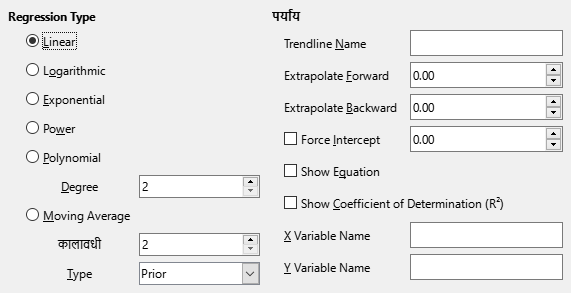 Regression Type
Linear
Logarithmic
Exponential
Power
Polynomial
Degree 2
Moving Average
कालावधी 2
Type Prior
पर्याय
Trendline Name
Extrapolate Forward 0.00
Extrapolate Backward 0.00
Force Intercept 0.00
Show Equation
Show Coefficient of Determination (R²)
X Variable Name
Y Variable Name